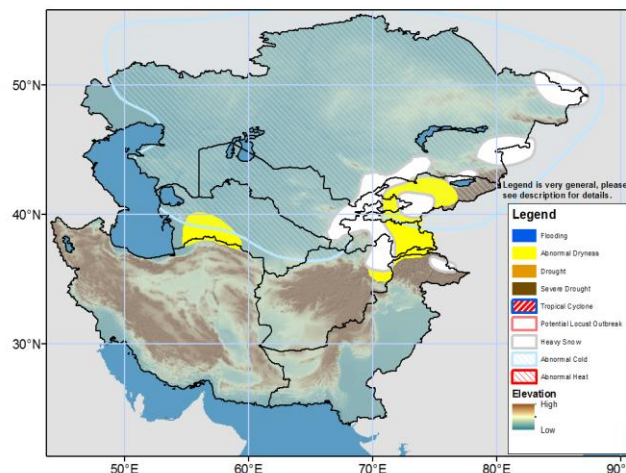 50°N
40°N
30°N
50°E
60°E
70°E
80°E
90°
Legend is very general, please
see description for details.
Legend
Flooding
Abnormal Dryness
Drought
Severe Drought
Tropical Cyclone
Potential Locust Outbreak
Heavy Snow
Abnormal Cold
Abnormal Heat
Elevation
High
Low